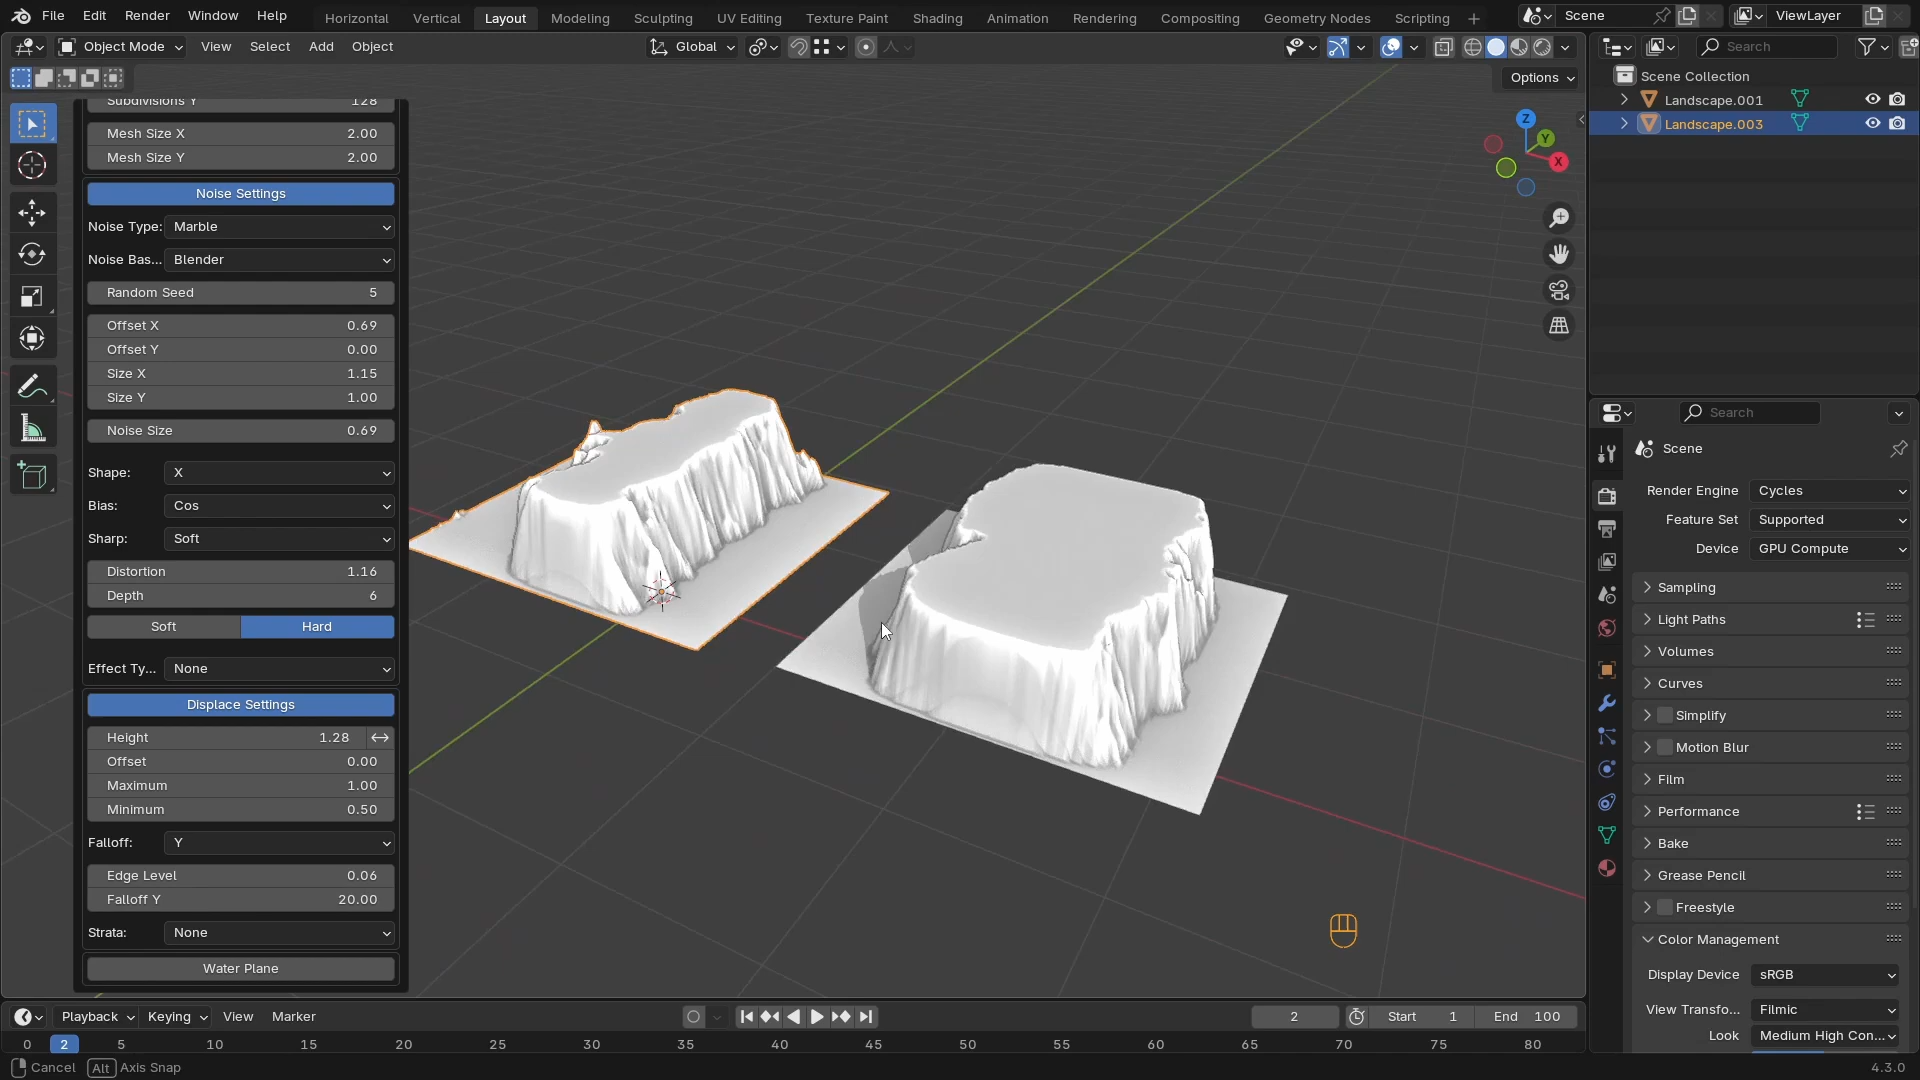 File Edit Render Window Help Horizontal Vertical Layout Modeling Sculpting UV Editing Texture Paint Shading Animation Rendering Compositing Geometry Nodes Scripting Scene ViewLayer
Object Mode View Select Add Object Global Search
Options
Scene Collection
Landscape.001
Landscape.003
Subdivisions Y 128
Mesh Size X 2.00
Mesh Size Y 2.00
Noise Settings
Noise Type: Marble
Noise Bas... Blender
Random Seed 5
Offset X 0.69
Offset Y 0.00
Size X 1.15
Size Y 1.00
Noise Size 0.69
Shape: X
Bias: Cos
Sharp: Soft
Distortion 1.16
Depth 6
Soft Hard
Effect Ty... None
Displace Settings
Height 1.28
Offset 0.00
Maximum 1.00
Minimum 0.50
Falloff: Y
Edge Level 0.06
Falloff Y 20.00
Strata: None
Water Plane
Z
Y
X
Search
Scene
Render Engine Cycles
Feature Set Supported
Device GPU Compute
Sampling
Light Paths
Volumes
Curves
Simplify
Motion Blur
Film
Performance
Bake
Grease Pencil
Freestyle
Color Management
Display Device sRGB
View Transfo... Filmic
Look Medium High Con...
Playback Keying View Marker 2 Start 1 End 100
0 2 5 10 15 20 25 30 35 40 45 50 55 60 65 70 75 80
Cancel Alt Axis Snap 4.3.0